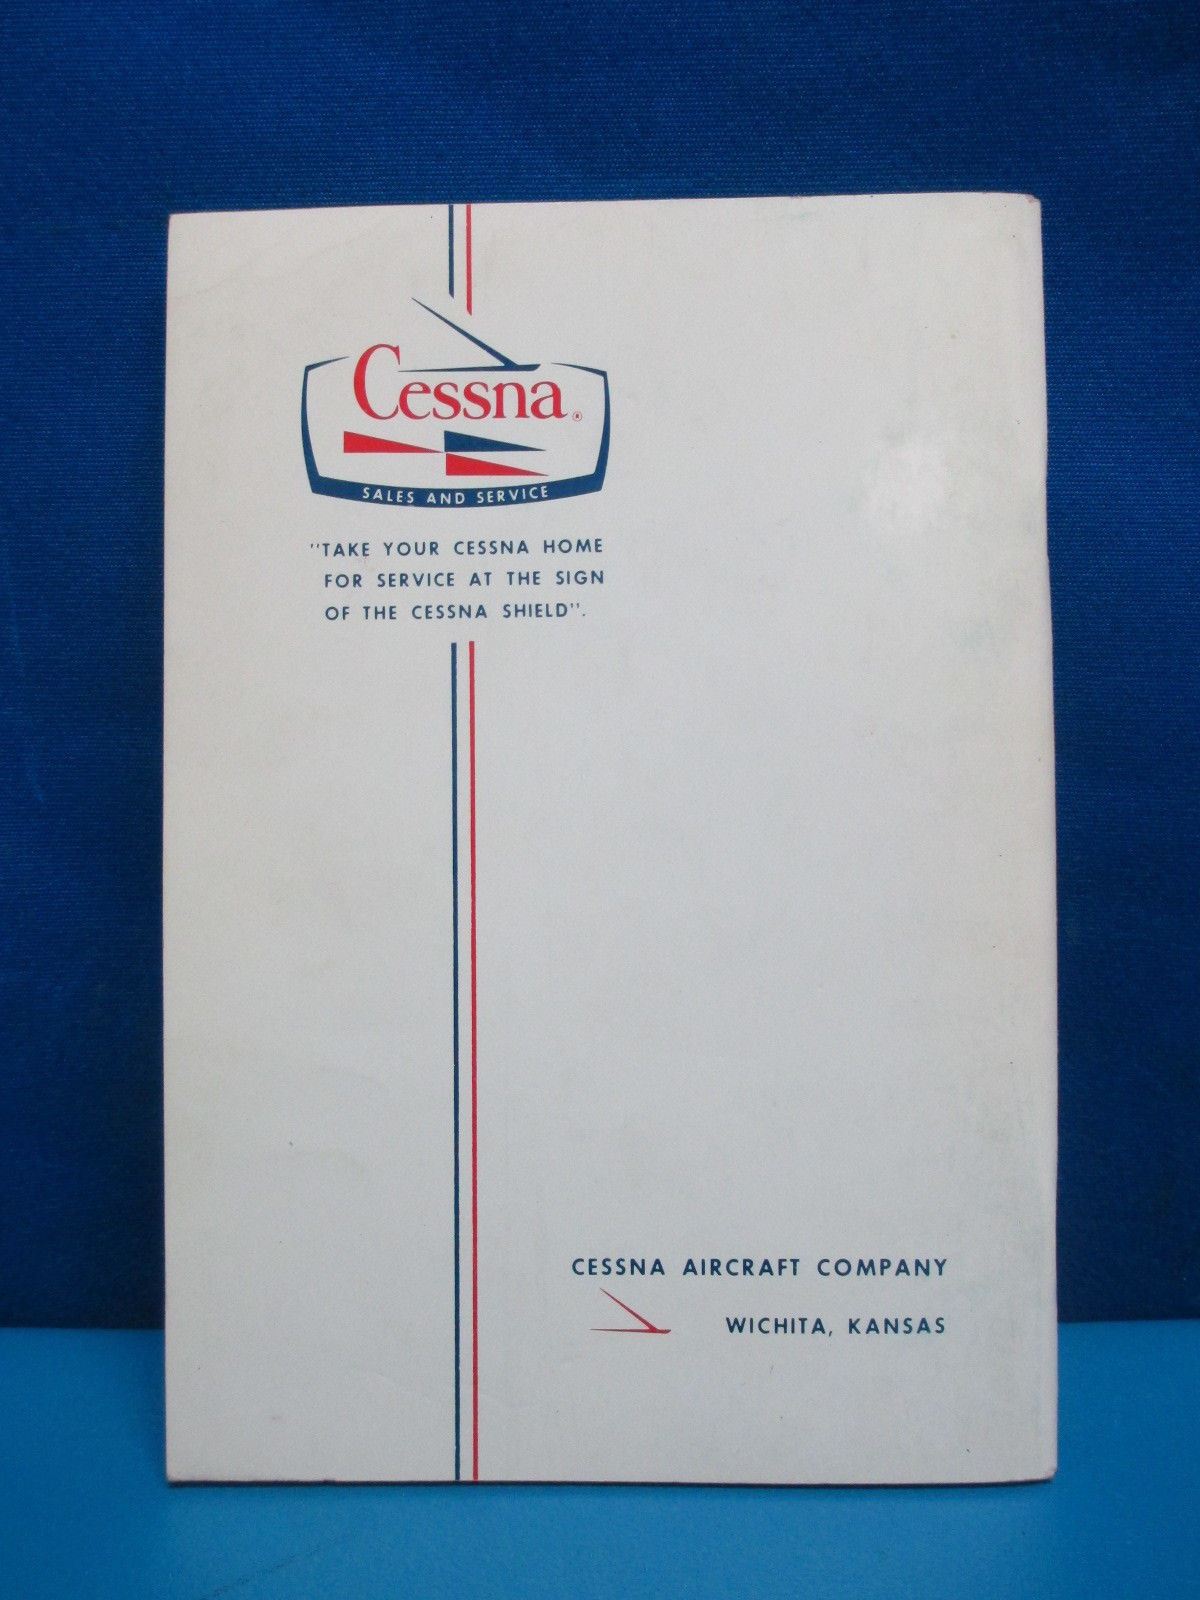 Cessna®
SALES AND SERVICE
"TAKE YOUR CESSNA HOME
FOR SERVICE AT THE SIGN
OF THE CESSNA SHIELD".
CESSNA AIRCRAFT COMPANY
WICHITA, KANSAS